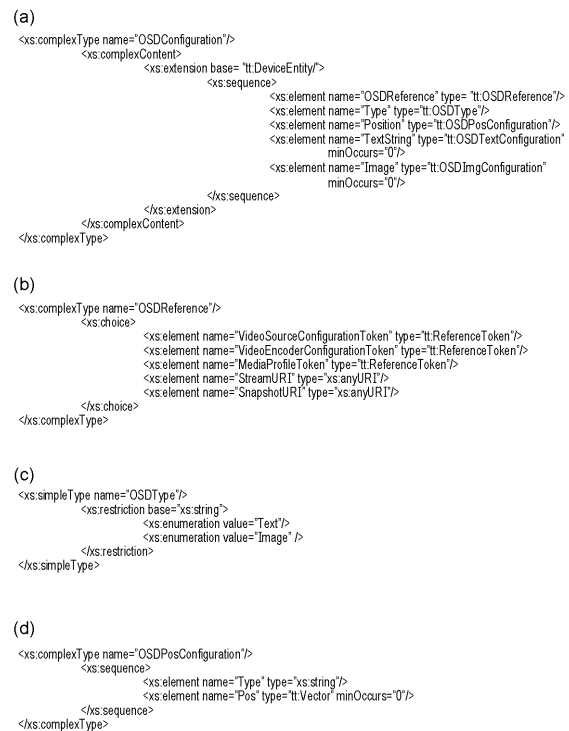 (a)
<xs:complexType name="OSDConfiguration"/>
<xs:complexContent>
<xs:extension base= "tt:DeviceEntity/">
<xs:sequence>
<xs:element name="OSDReference" type= "tt:OSDReference"/>
<xs:element name="Type" type="tt:OSDType"/>
<xs:element name="Position" type="tt:OSDPosConfiguration"/>
<xs:element name="TextString" type="tt:OSDTextConfiguration"
minOccurs="0"/>
<xs:element name="Image" type="tt:OSDImgConfiguration"
minOccurs="0"/>
</xs:sequence>
</xs:extension>
</xs:complexContent>
</xs:complexType>
(b)
<xs:complexType name="OSDReference"/>
<xs:choice>
<xs:element name="VideoSourceConfigurationToken" type="tt:ReferenceToken"/>
<xs:element name="VideoEncoderConfigurationToken" type="tt:ReferenceToken"/>
<xs:element name="MediaProfileToken" type="tt:ReferenceToken"/>
<xs:element name="StreamURI" type="xs:anyURI"/>
<xs:element name="SnapshotURI" type="xs:anyURI"/>
</xs:choice>
</xs:complexType>
(c)
<xs:simpleType name="OSDType"/>
<xs:restriction base="xs:string">
<xs:enumeration value="Text"/>
<xs:enumeration value="Image" />
</xs:restriction>
</xs:simpleType>
(d)
<xs:complexType name="OSDPosConfiguration"/>
<xs:sequence>
<xs:element name="Type" type="xs:string"/>
<xs:element name="Pos" type="tt:Vector" minOccurs="0"/>
</xs:sequence>
</xs:complexType>